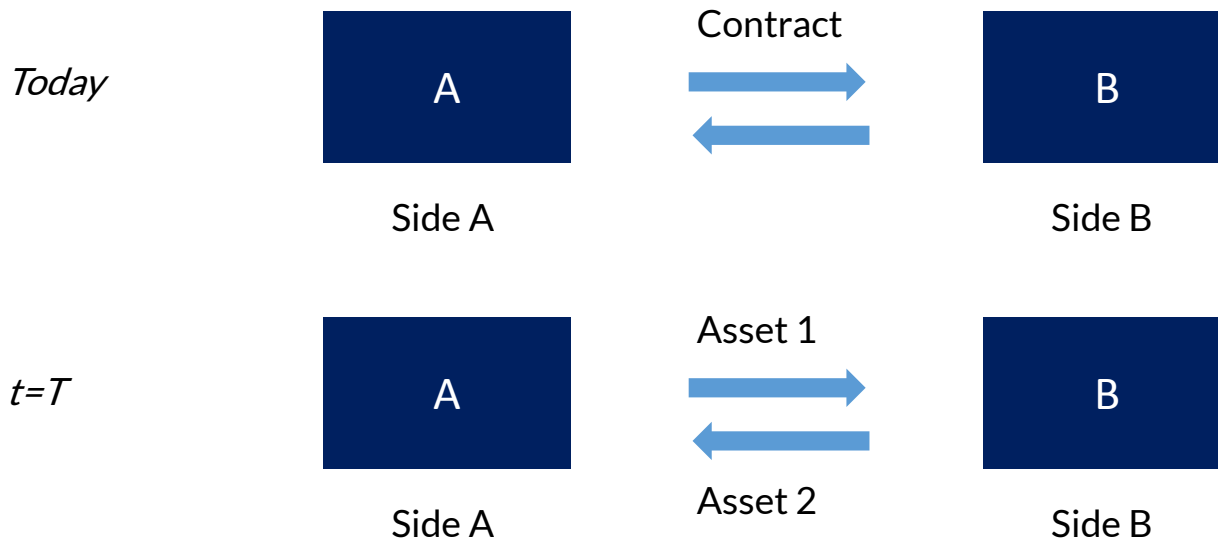 Contract
Today
A
B
Side A
Side B
Asset 1
t=T
A
B
Asset 2
Side A
Side B